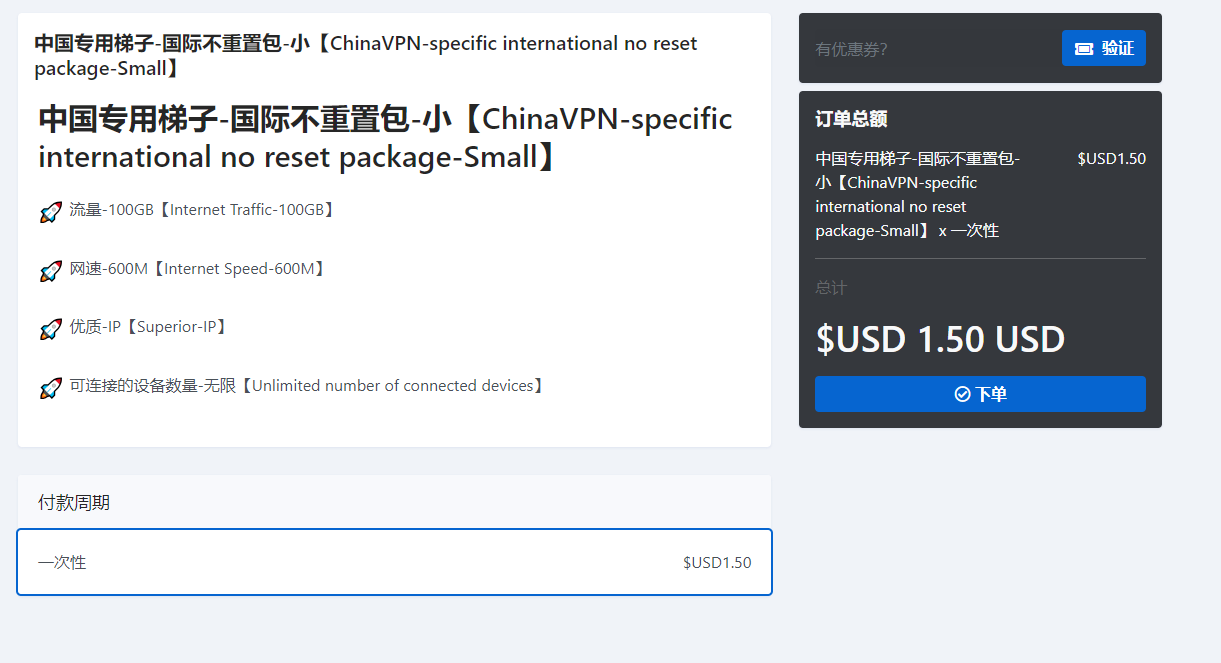 中国专用梯子-国际不重置包-小【ChinaVPN-specific international no reset
package-Small】
中国专用梯子-国际不重置包-小【ChinaVPN-specific
international no reset package-Small】
流量-100GB【Internet Traffic-100GB】
网速-600M【Internet Speed-600M】
优质-IP【Superior-IP】
可连接的设备数量-无限【Unlimited number of connected devices】
付款周期
一次性 $USD1.50
有优惠券?
验证
订单总额
中国专用梯子-国际不重置包- $USD1.50
小【ChinaVPN-specific
international no reset
package-Small】 x 一次性
总计
$USD 1.50 USD
下单